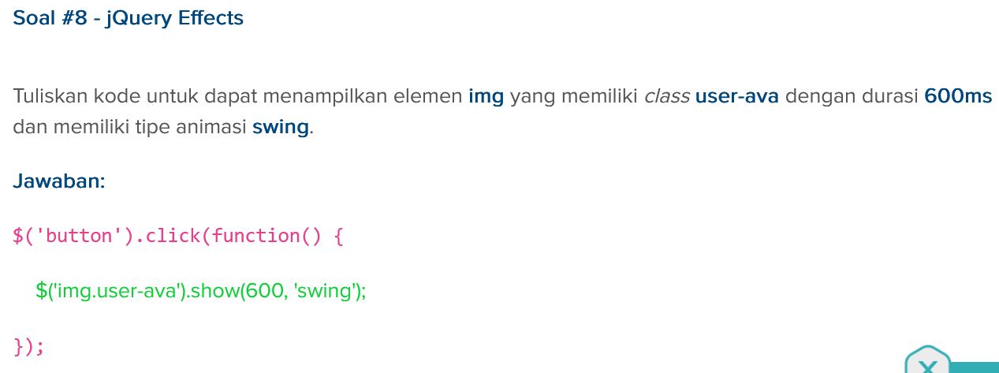 Soal #8 - jQuery Effects
Tuliskan kode untuk dapat menampilkan elemen img yang memiliki class user-ava dengan durasi 600ms
dan memiliki tipe animasi swing.
Jawaban:
$('button').click(function() {
$('img.user-ava').show(600, 'swing');
});